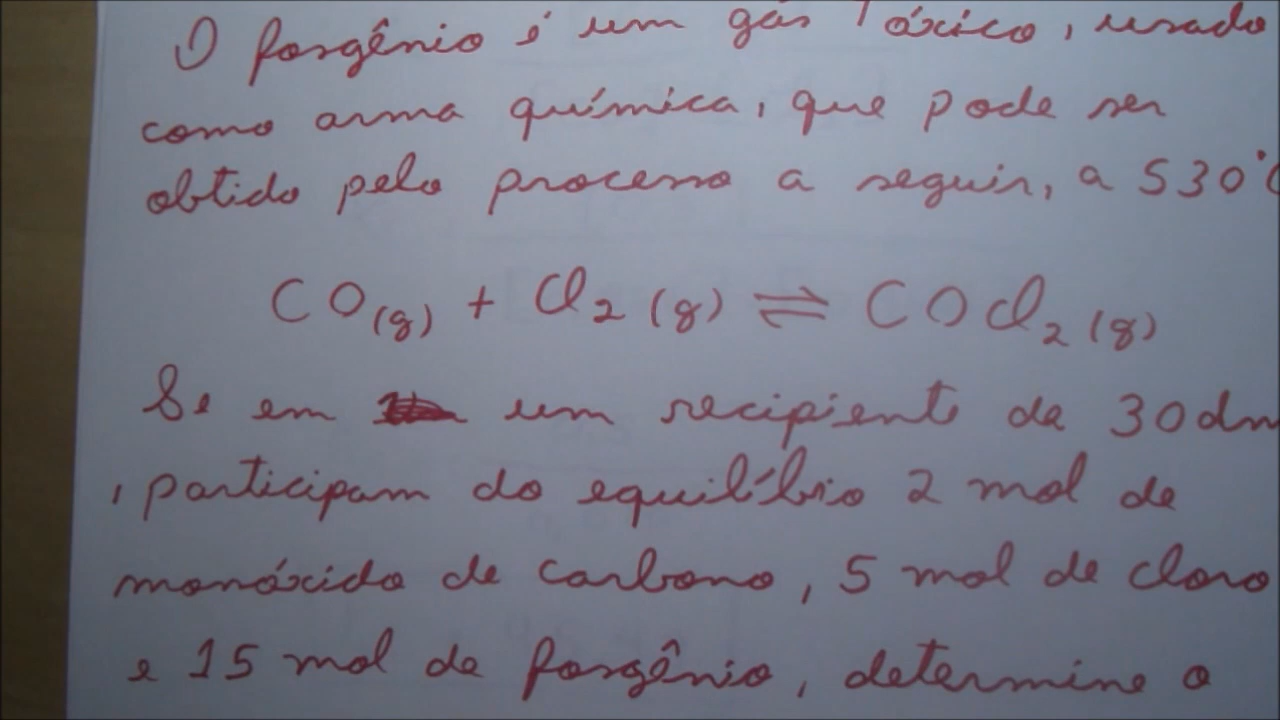 O fosgênio é um gás Tóxico, usado
como arma química, que pode ser
obtido pelo processo a seguir, a 530°C
CO(g) + Cl2(g) ⇌ COCl2(g)
Se em um recipiente de 30dm
, participam do equilíbrio 2 mol de
monóxido de carbono, 5 mol de cloro
e 15 mol de fosgênio, determine o